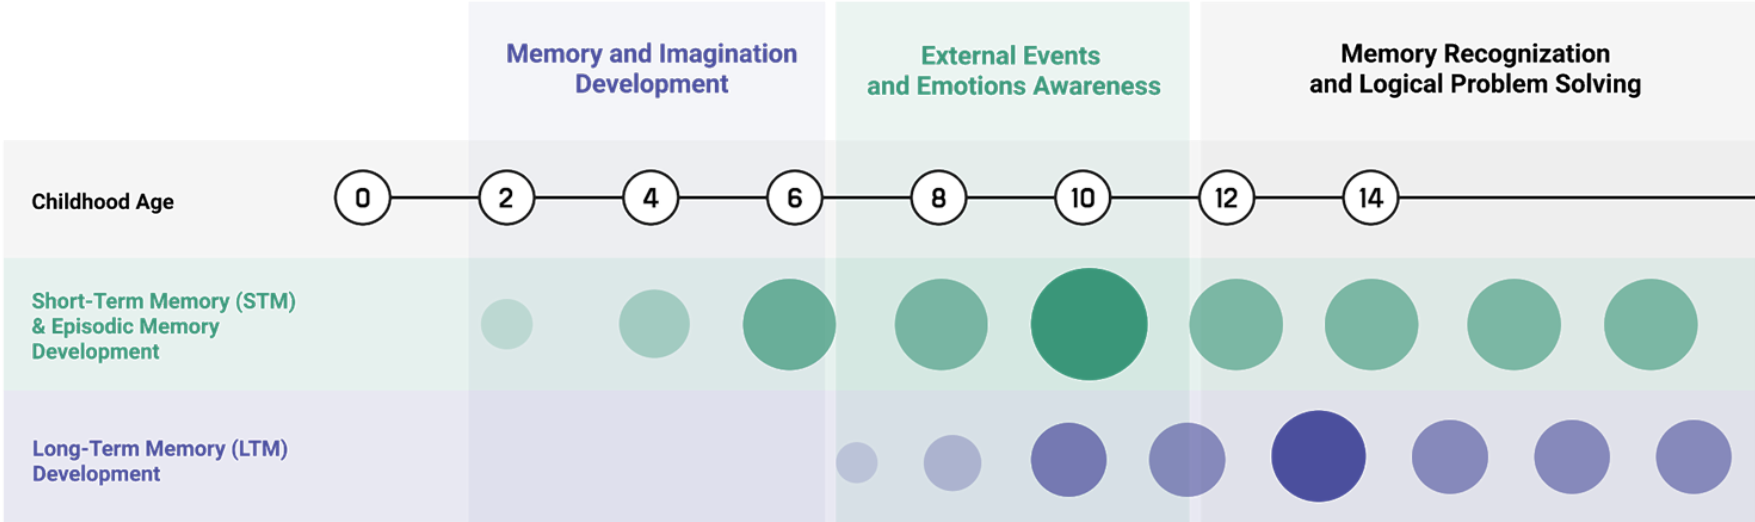 Memory and Imagination
Development
External Events
and Emotions Awareness
Memory Recognization
and Logical Problem Solving
Childhood Age
0
2
4
6
8
10
12
14
Short-Term Memory (STM)
& Episodic Memory
Development
Long-Term Memory (LTM)
Development